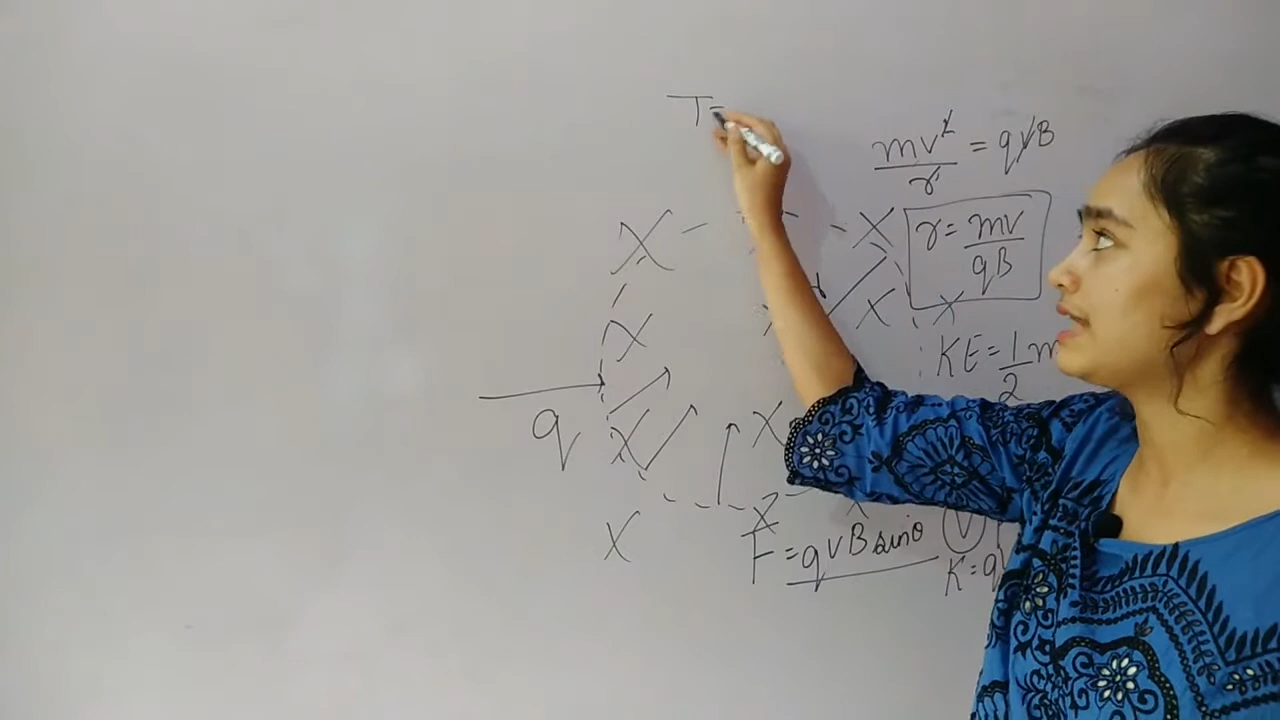 T=
mv²/r = qvB
r = mv/qB
KE = 1/2 m
q
F = qvB sinθ
V
K = q